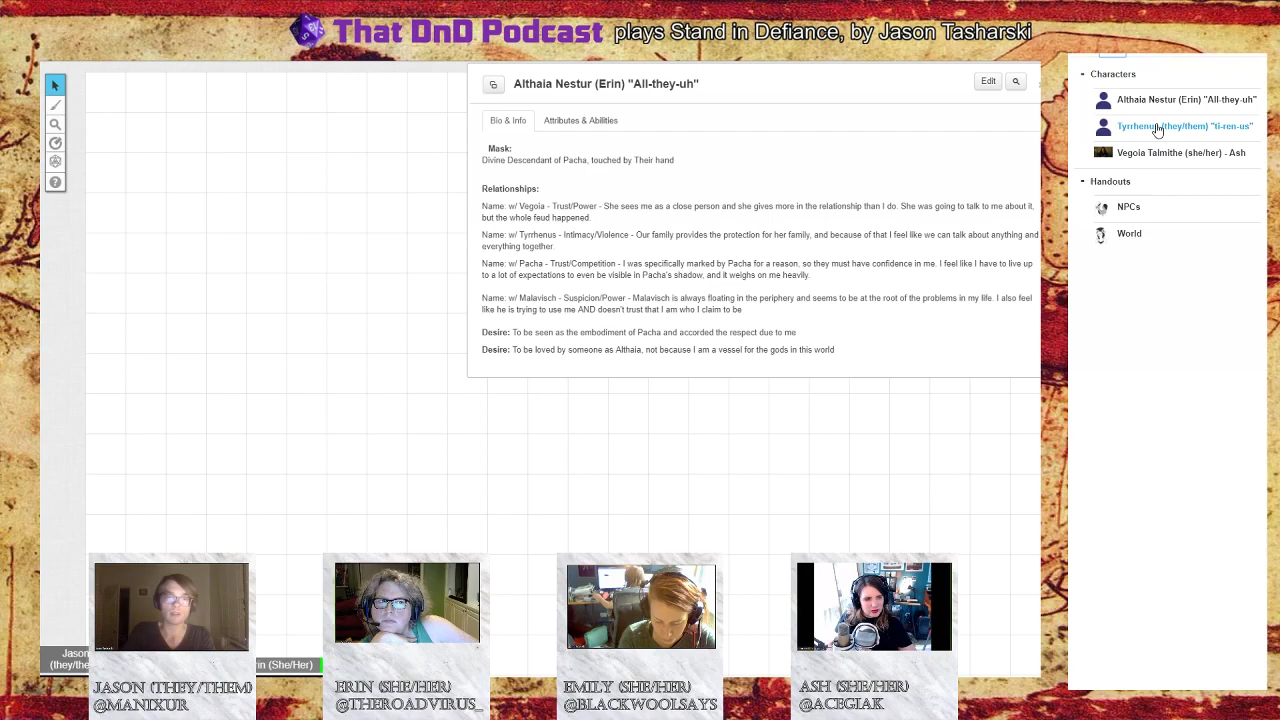 That DnD Podcast plays Stand in Defiance, by Jason Tasharski
Althaia Nestur (Erin) "All-they-uh"
Edit
Bio & Info
Attributes & Abilities
Mask:
Divine Descendant of Pacha, touched by Their hand
Relationships:
Name: w/ Vegoia - Trust/Power - She sees me as a close person and she gives more in the relationship than I do. She was going to talk to me about it,
but the whole feud happened.
Name: w/ Tyrrhenus - Intimacy/Violence - Our family provides the protection for her family, and because of that I feel like we can talk about anything and
everything together.
Name: w/ Pacha - Trust/Competition - I was specifically marked by Pacha for a reason, so they must have confidence in me. I feel like I have to live up
to a lot of expectations to even be visible in Pacha's shadow, and it weighs on me heavily.
Name: w/ Malavisch - Suspicion/Power - Malavisch is always floating in the periphery and seems to be at the root of the problems in my life. I also feel
like he is trying to use me AND doesn't trust that I am who I claim to be
Desire: To be seen as the embodiment of Pacha and accorded the respect due to me
Desire: To be loved by someone as Althaia, not because I am a vessel for the gods in this world
Characters
Althaia Nestur (Erin) "All-they-uh"
(they/them) "ti-ren-us"
Vegoia Talmithe (she/her) - Ash
Handouts
NPCs
World
Jason
(she/Her)
JASON (THEY/THEM)
@MANIXUR
ERIN (SHE/HER)
@THEROADVIRUS_
EMILY (SHE/HER)
@BLACKWOOLSAYS
ASH (SHE/HER)
@ACEGIAK